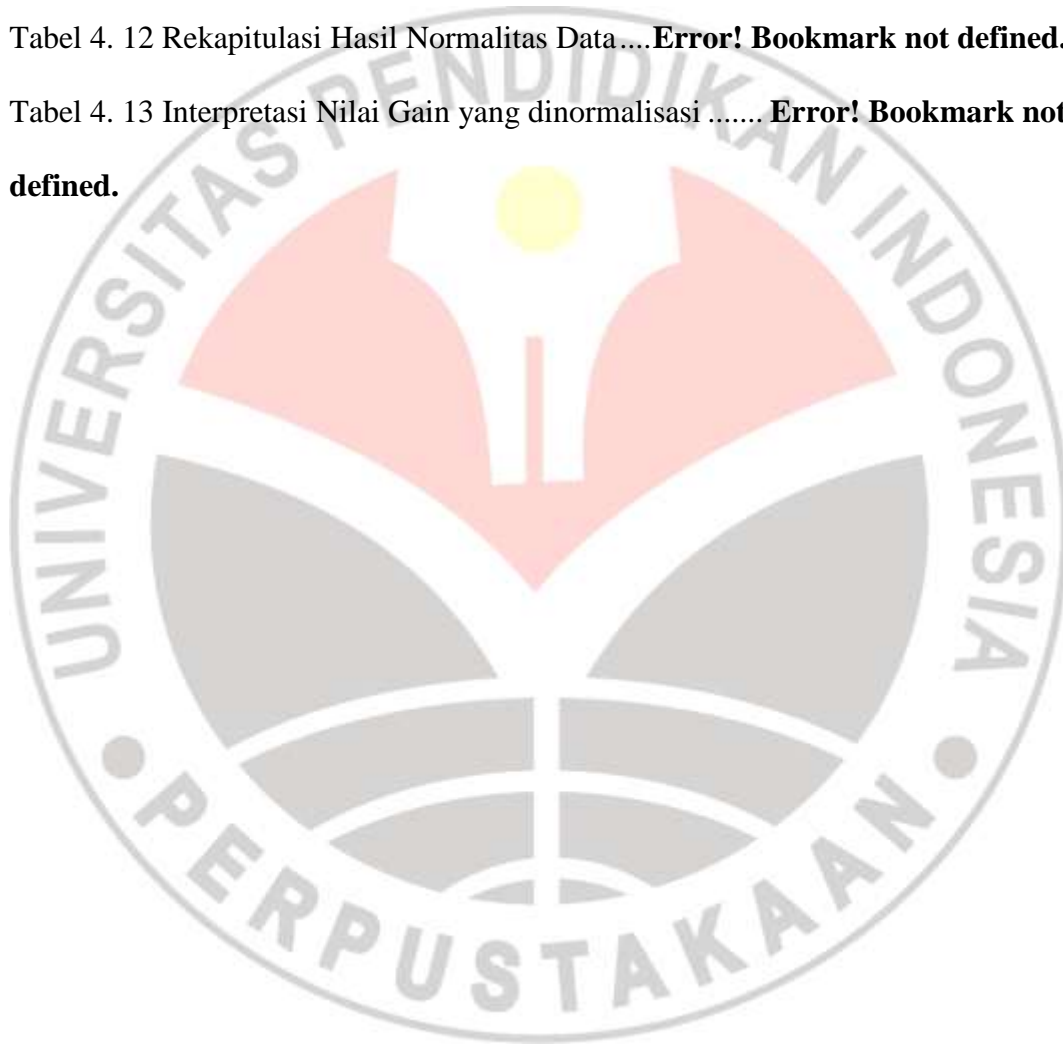 Tabel 4. 12 Rekapitulasi Hasil Normalitas Data....Error! Bookmark not defined.
Tabel 4. 13 Interpretasi Nilai Gain yang dinormalisasi ....... Error! Bookmark not
defined.
UNIVERSITAS PENDIDIKAN INDONESIA
• PERPUSTAKAAN •